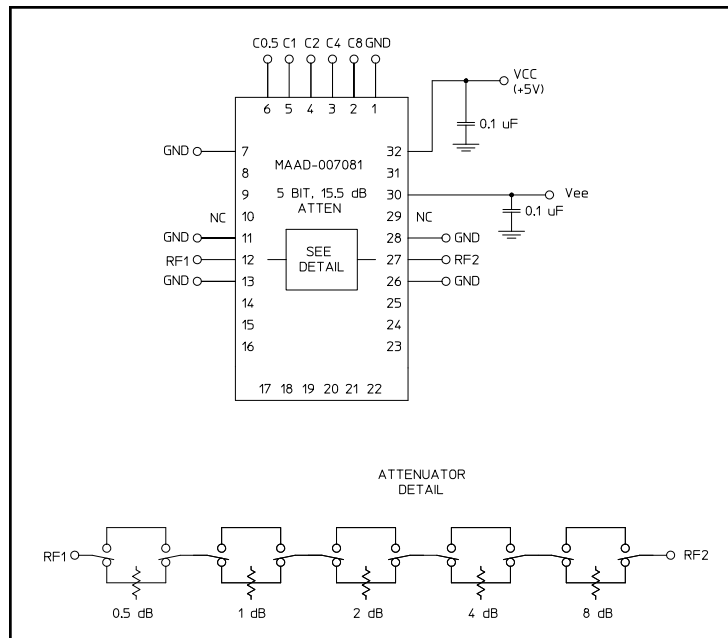 C0.5 C1 C2 C4 C8 GND
6 5 4 3 2 1
VCC
(+5V)
0.1 uF
GND 7
8
9
NC 10
GND 11
RF1 12
GND 13
14
15
16
MAAD-007081
5 BIT, 15.5 dB
ATTEN
SEE
DETAIL
32
31
30 Vee
0.1 uF
29 NC
28 GND
27 RF2
26 GND
25
24
23
17 18 19 20 21 22
ATTENUATOR
DETAIL
RF1 RF2
0.5 dB 1 dB 2 dB 4 dB 8 dB